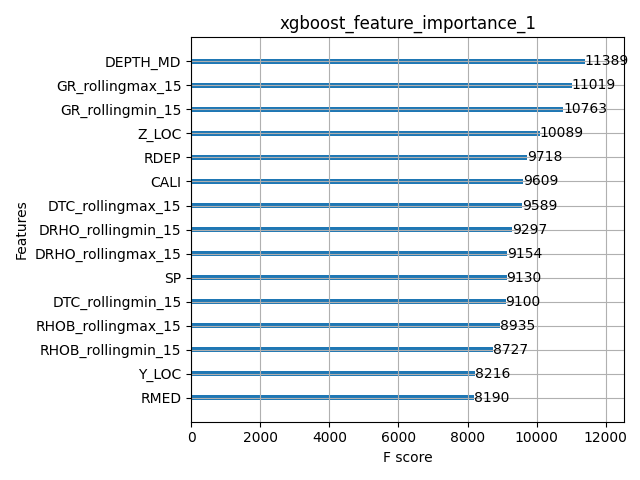 xgboost_feature_importance_1
Features
DEPTH_MD 11389
GR_rollingmax_15 11019
GR_rollingmin_15 10763
Z_LOC 10089
RDEP 9718
CALI 9609
DTC_rollingmax_15 9589
DRHO_rollingmin_15 9297
DRHO_rollingmax_15 9154
SP 9130
DTC_rollingmin_15 9100
RHOB_rollingmax_15 8935
RHOB_rollingmin_15 8727
Y_LOC 8216
RMED 8190
0 2000 4000 6000 8000 10000 12000
F score